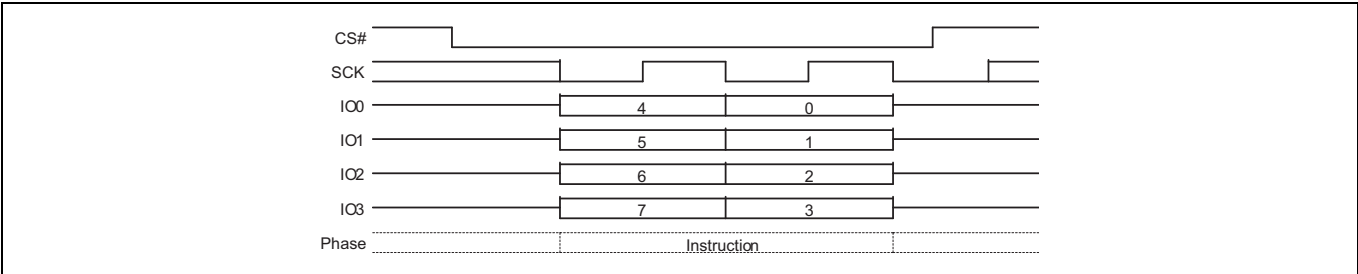 CS#
SCK
IO0 4 0
IO1 5 1
IO2 6 2
IO3 7 3
Phase Instruction